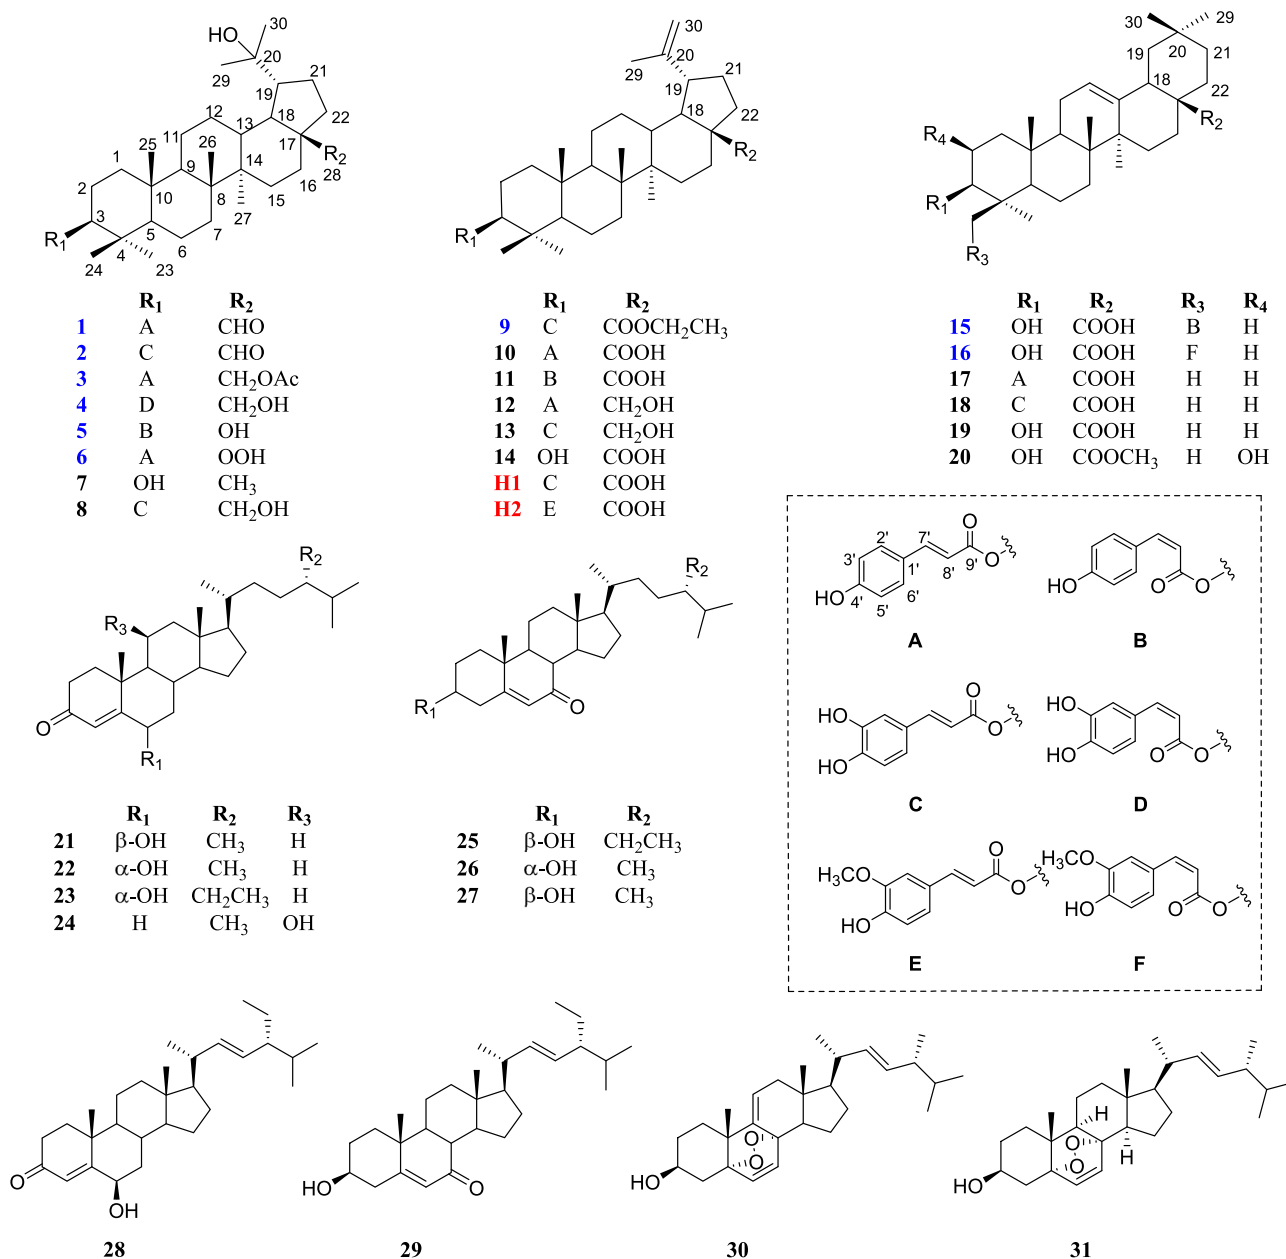 HO 30 20 29 21 19 12 13 18 22 11 25 26 17 R2 1 14 28 9 16 2 10 8 15 3 27 R1 5 7 4 6 24 23
R1 R2
1 A CHO
2 C CHO
3 A CH2OAc
4 D CH2OH
5 B OH
6 A OOH
7 OH CH3
8 C CH2OH
30 20 29 21 19 18 22 R2 R1
R1 R2
9 C COOCH2CH3
10 A COOH
11 B COOH
12 A CH2OH
13 C CH2OH
14 OH COOH
H1 C COOH
H2 E COOH
30 29 19 20 21 18 22 R4 R2 R1 R3
R1 R2 R3 R4
15 OH COOH B H
16 OH COOH F H
17 A COOH H H
18 C COOH H H
19 OH COOH H H
20 OH COOCH3 H OH
R2 R3 O R1
R1 R2 R3
21 β-OH CH3 H
22 α-OH CH3 H
23 α-OH CH2CH3 H
24 H CH3 OH
R2 R1 O
R1 R2
25 β-OH CH2CH3
26 α-OH CH3
27 β-OH CH3
O 2' 7' 3' O 1' 8' 9' HO 4' 6' 5'
A
HO O O
B
HO HO O O
C
HO HO O O
D
H3CO HO O O
E
H3CO HO O O
F
O OH
28
HO O
29
HO O O
30
HO O O H H
31